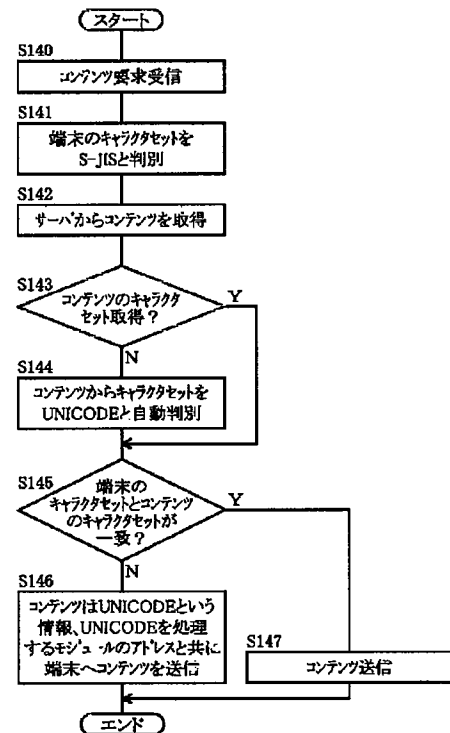 スタート
S140
コンテンツ要求受信
S141
端末のキャラクタセットを
S-JISと判別
S142
サーバからコンテンツを取得
S143
コンテンツのキャラクタ
セット取得？
Y
N
S144
コンテンツからキャラクタセットを
UNICODEと自動判別
S145
端末の
キャラクタセットとコンテンツ
のキャラクタセットが
一致？
Y
N
S146
コンテンツはUNICODEという
情報、UNICODEを処理
するモジュールのアドレスと共に
端末へコンテンツを送信
S147
コンテンツ送信
エンド